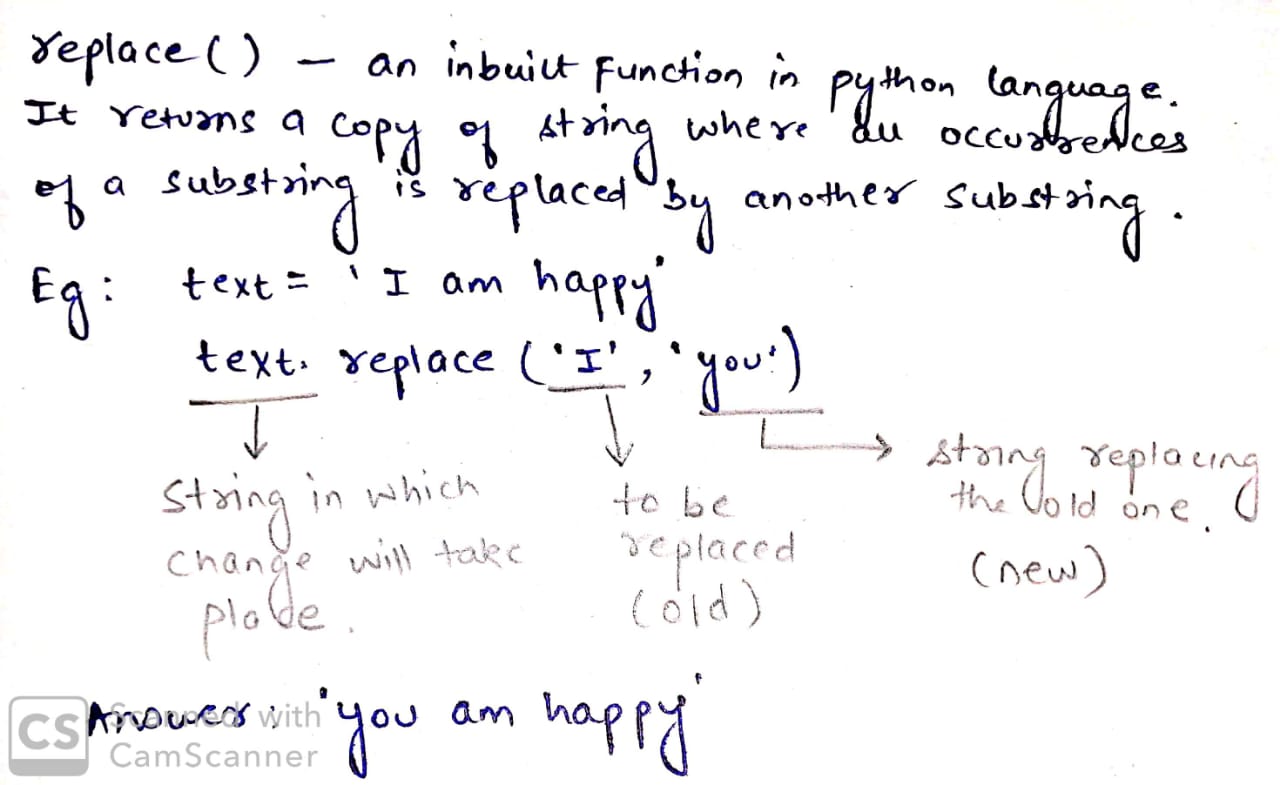 replace() – an inbuilt function in python language.
It returns a copy of string where all occurrences
of a substring is replaced by another substring.
Eg: text = 'I am happy'
text. replace ('I', 'you')
string in which
change will take
place.
to be
replaced
(old)
string replacing
the old one.
(new)
Answer: 'you am happy'
CS Scanned with
CamScanner